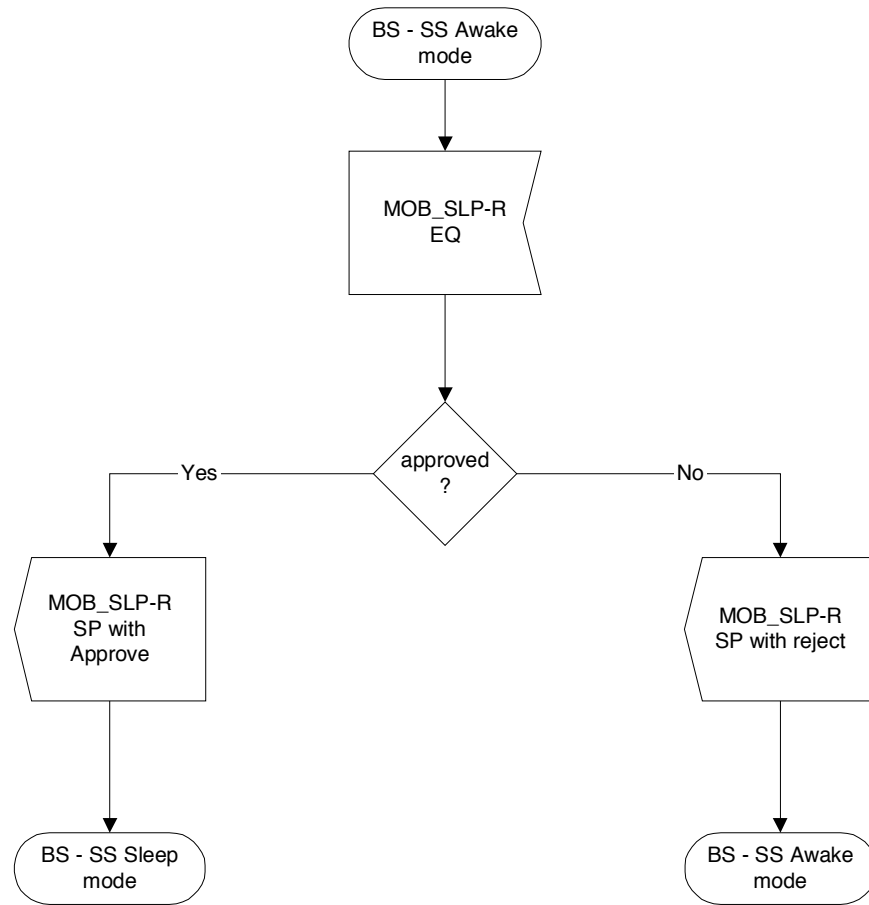 BS - SS Awake
mode
MOB_SLP-R
EQ
approved
?
Yes
No
MOB_SLP-R
SP with
Approve
MOB_SLP-R
SP with reject
BS - SS Sleep
mode
BS - SS Awake
mode